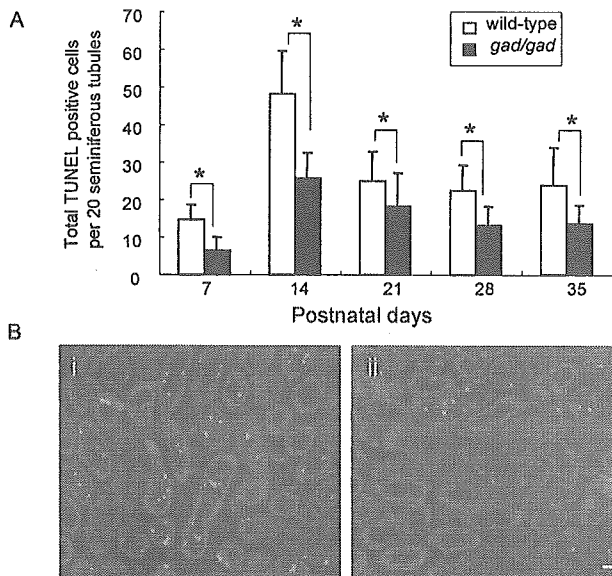 A
Total TUNEL positive cells
per 20 seminiferous tubules
70
60
50
40
30
20
10
0
wild-type
gad/gad
*
*
*
*
*
7 14 21 28 35
Postnatal days
B
i
ii